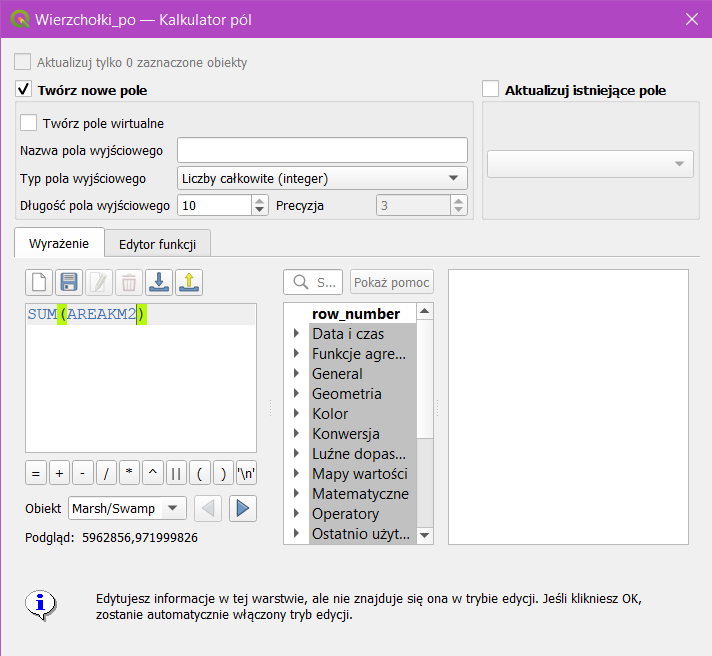 Wierzchołki_po — Kalkulator pól
Aktualizuj tylko 0 zaznaczone obiekty
Twórz nowe pole
Aktualizuj istniejące pole
Twórz pole wirtualne
Nazwa pola wyjściowego
Typ pola wyjściowego Liczby całkowite (integer)
Długość pola wyjściowego 10 Precyzja 3
Wyrażenie Edytor funkcji
S... Pokaż pomoc
SUM(AREAKM2)
row_number
Data i czas
Funkcje agre...
General
Geometria
Kolor
Konwersja
Luźne dopas...
Mapy wartości
Matematyczne
Operatory
Ostatnio użyt...
= + - / * ^ || ( ) '\n'
Obiekt Marsh/Swamp
Podgląd: 5962856,971999826
Edytujesz informacje w tej warstwie, ale nie znajduje się ona w trybie edycji. Jeśli klikniesz OK,
zostanie automatycznie włączony tryb edycji.